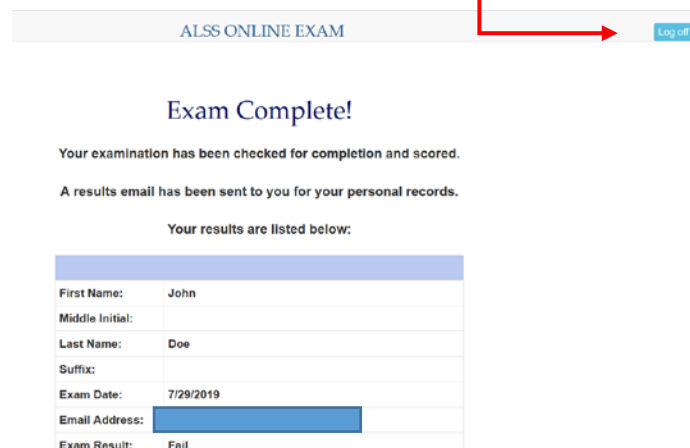 ALSS ONLINE EXAM
Log off
Exam Complete!
Your examination has been checked for completion and scored.
A results email has been sent to you for your personal records.
Your results are listed below:
First Name: John
Middle Initial:
Last Name: Doe
Suffix:
Exam Date: 7/29/2019
Email Address:
Exam Result: Fail